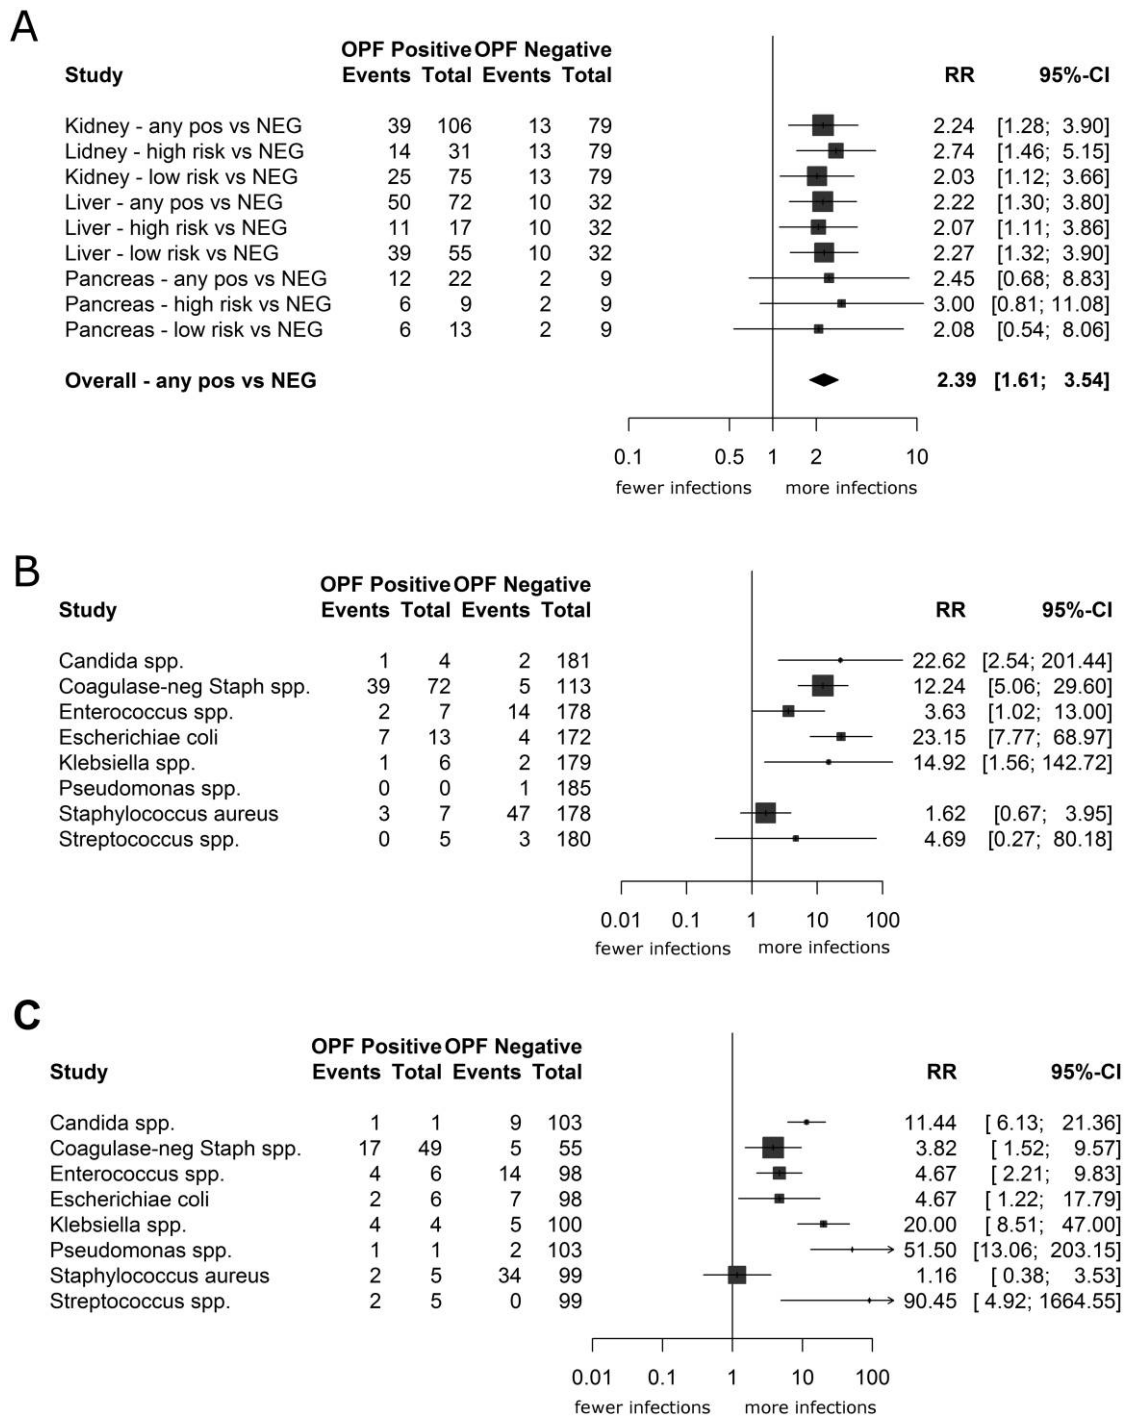 A
OPF Positive OPF Negative
Study Events Total Events Total RR 95%-CI
Kidney - any pos vs NEG 39 106 13 79 2.24 [1.28; 3.90]
Lidney - high risk vs NEG 14 31 13 79 2.74 [1.46; 5.15]
Kidney - low risk vs NEG 25 75 13 79 2.03 [1.12; 3.66]
Liver - any pos vs NEG 50 72 10 32 2.22 [1.30; 3.80]
Liver - high risk vs NEG 11 17 10 32 2.07 [1.11; 3.86]
Liver - low risk vs NEG 39 55 10 32 2.27 [1.32; 3.90]
Pancreas - any pos vs NEG 12 22 2 9 2.45 [0.68; 8.83]
Pancreas - high risk vs NEG 6 9 2 9 3.00 [0.81; 11.08]
Pancreas - low risk vs NEG 6 13 2 9 2.08 [0.54; 8.06]
Overall - any pos vs NEG 2.39 [1.61; 3.54]
0.1 0.5 1 2 10
fewer infections more infections
B
OPF Positive OPF Negative
Study Events Total Events Total RR 95%-CI
Candida spp. 1 4 2 181 22.62 [2.54; 201.44]
Coagulase-neg Staph spp. 39 72 5 113 12.24 [5.06; 29.60]
Enterococcus spp. 2 7 14 178 3.63 [1.02; 13.00]
Escherichiae coli 7 13 4 172 23.15 [7.77; 68.97]
Klebsiella spp. 1 6 2 179 14.92 [1.56; 142.72]
Pseudomonas spp. 0 0 1 185
Staphylococcus aureus 3 7 47 178 1.62 [0.67; 3.95]
Streptococcus spp. 0 5 3 180 4.69 [0.27; 80.18]
0.01 0.1 1 10 100
fewer infections more infections
C
OPF Positive OPF Negative
Study Events Total Events Total RR 95%-CI
Candida spp. 1 1 9 103 11.44 [ 6.13; 21.36]
Coagulase-neg Staph spp. 17 49 5 55 3.82 [ 1.52; 9.57]
Enterococcus spp. 4 6 14 98 4.67 [ 2.21; 9.83]
Escherichiae coli 2 6 7 98 4.67 [ 1.22; 17.79]
Klebsiella spp. 4 4 5 100 20.00 [ 8.51; 47.00]
Pseudomonas spp. 1 1 2 103 51.50 [13.06; 203.15]
Staphylococcus aureus 2 5 34 99 1.16 [ 0.38; 3.53]
Streptococcus spp. 2 5 0 99 90.45 [ 4.92; 1664.55]
0.01 0.1 1 10 100
fewer infections more infections